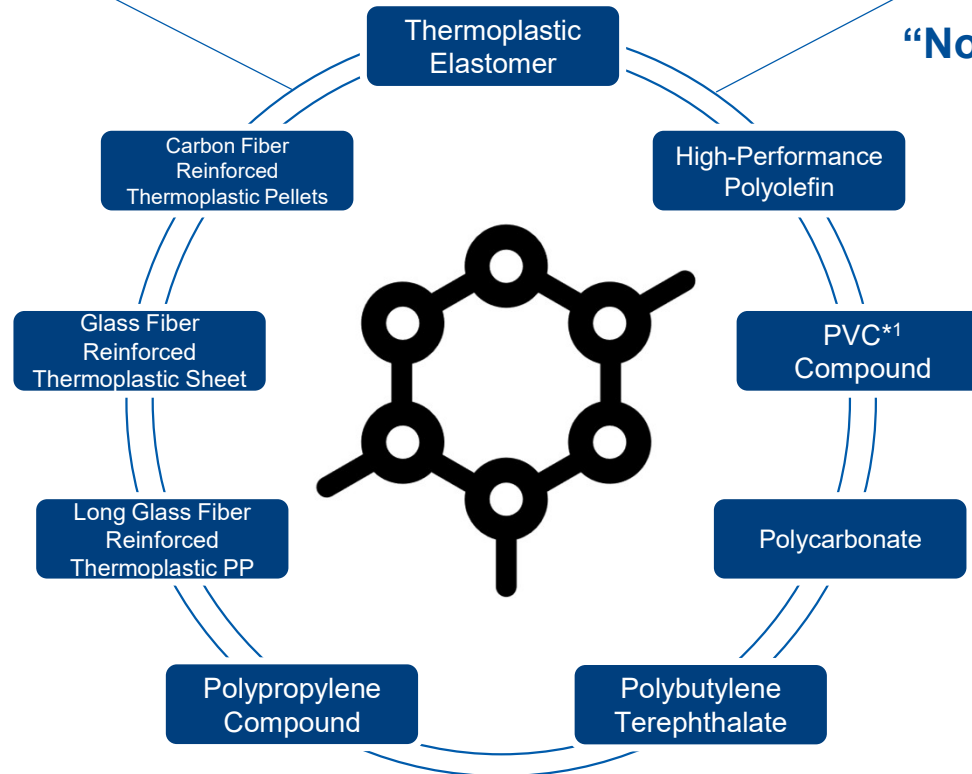 Thermoplastic
Elastomer
“No
Carbon Fiber
Reinforced
Thermoplastic Pellets
High-Performance
Polyolefin
Glass Fiber
Reinforced
Thermoplastic Sheet
PVC*1
Compound
Long Glass Fiber
Reinforced
Thermoplastic PP
Polycarbonate
Polypropylene
Compound
Polybutylene
Terephthalate